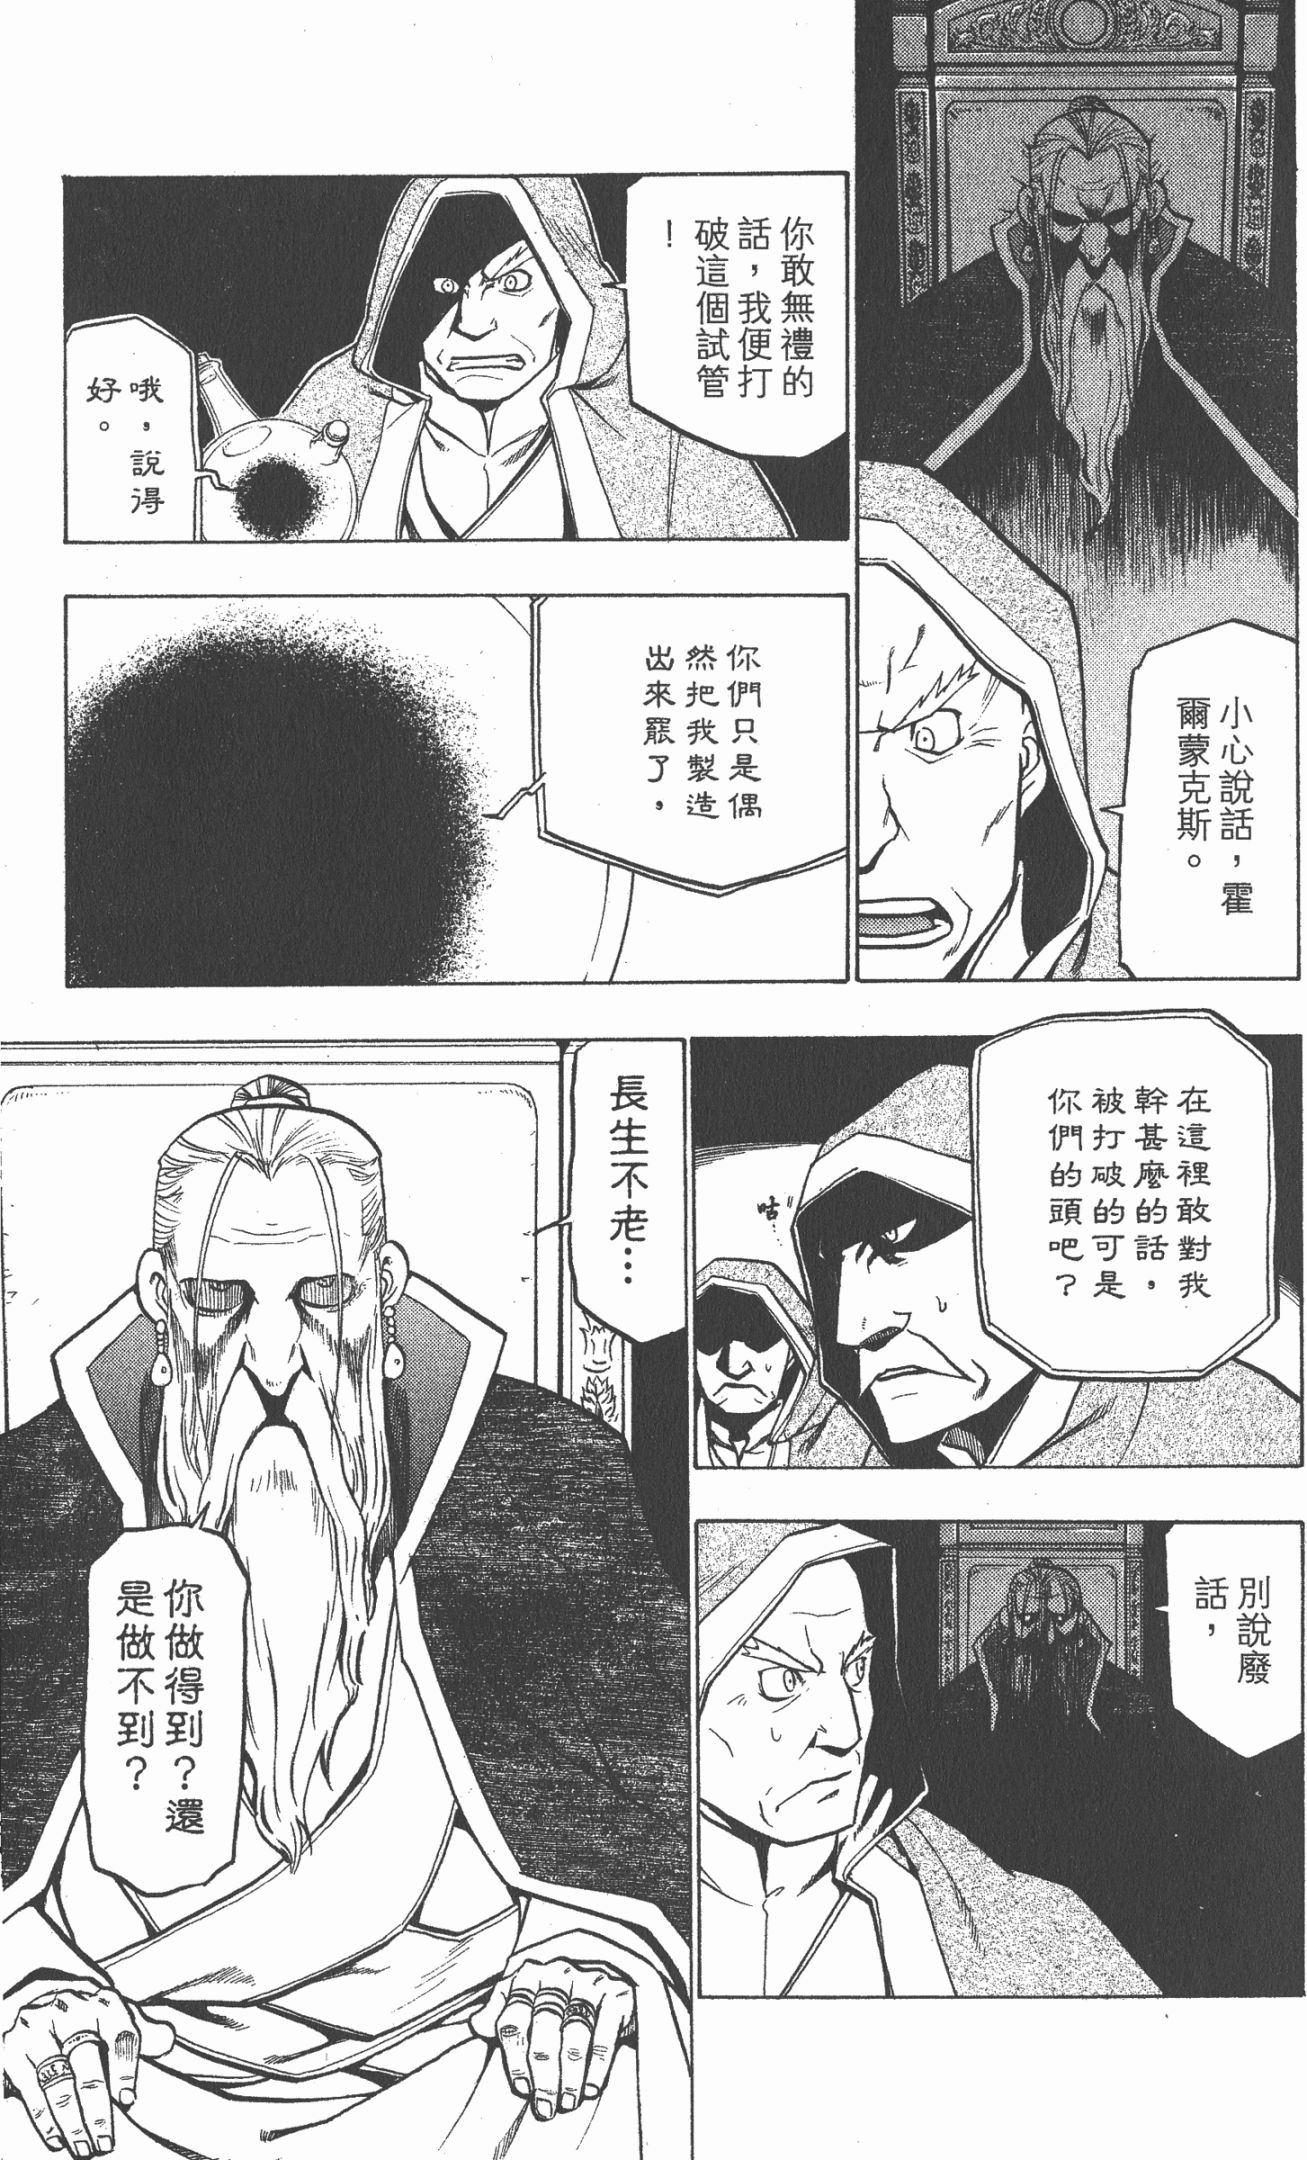 小心說話，霍
爾蒙克斯。
你敢無禮的
話，我便打
破這個試管
！
哦，說得
好。
你們只是偶
然把我製造
出來罷了，
在這裡敢對我
幹甚麼的話，
被打破的可是
你們的頭吧？
咕…
別說廢
話，
長生不老…
你做得到？還
是做不到？